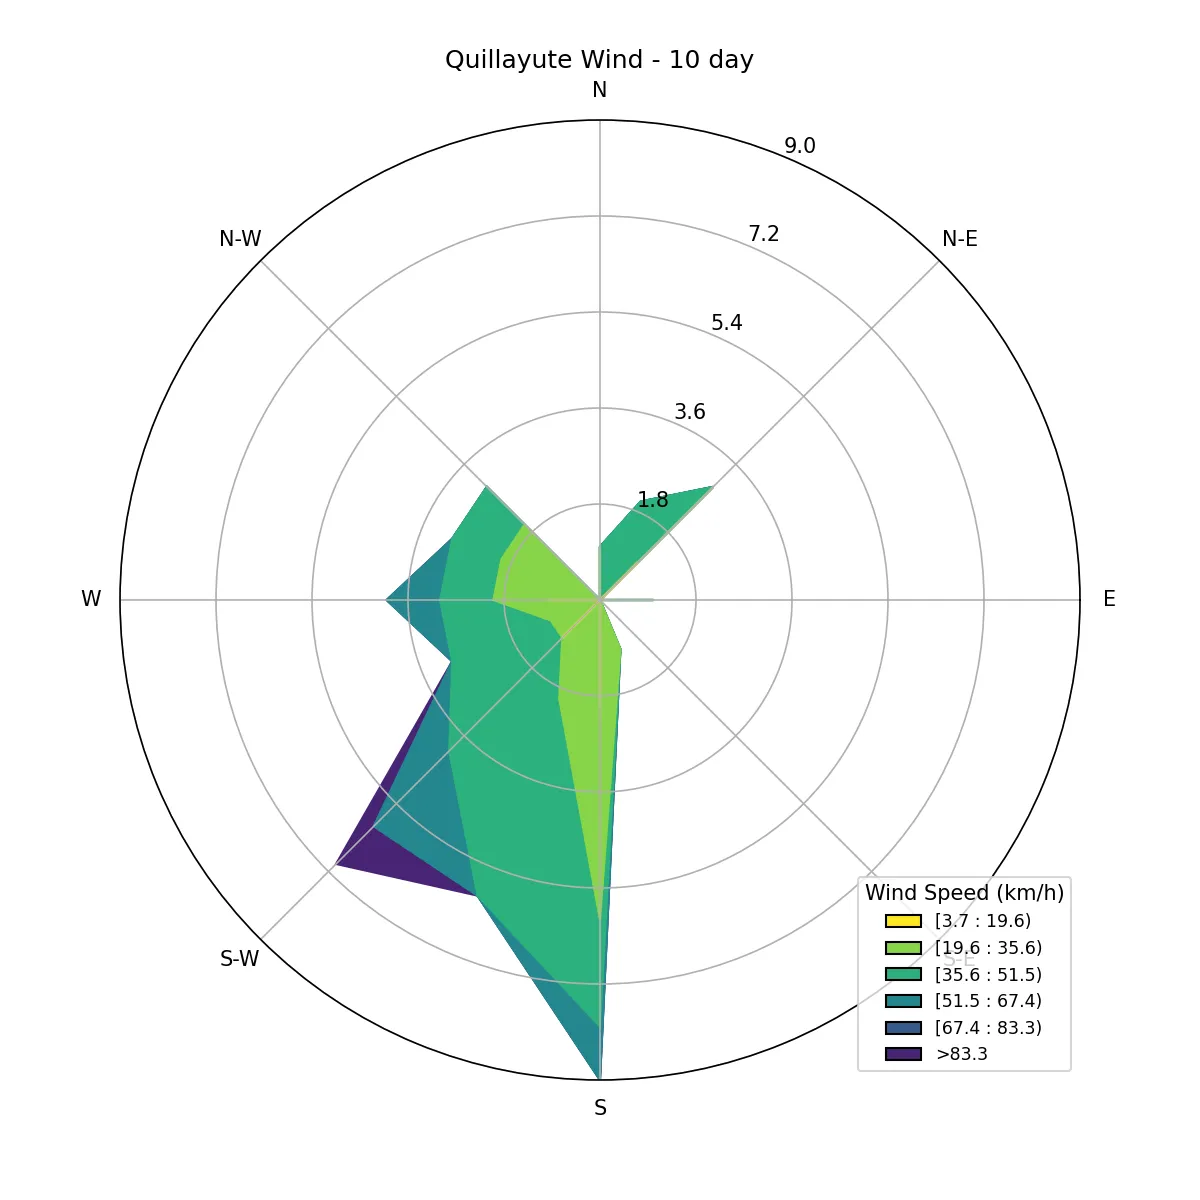 Quillayute Wind - 10 day
N
9.0
7.2
N-W
N-E
5.4
3.6
1.8
W
E
Wind Speed (km/h)
[3.7 : 19.6)
[19.6 : 35.6)
S-W
S-E
[35.6 : 51.5)
[51.5 : 67.4)
[67.4 : 83.3)
>83.3
S